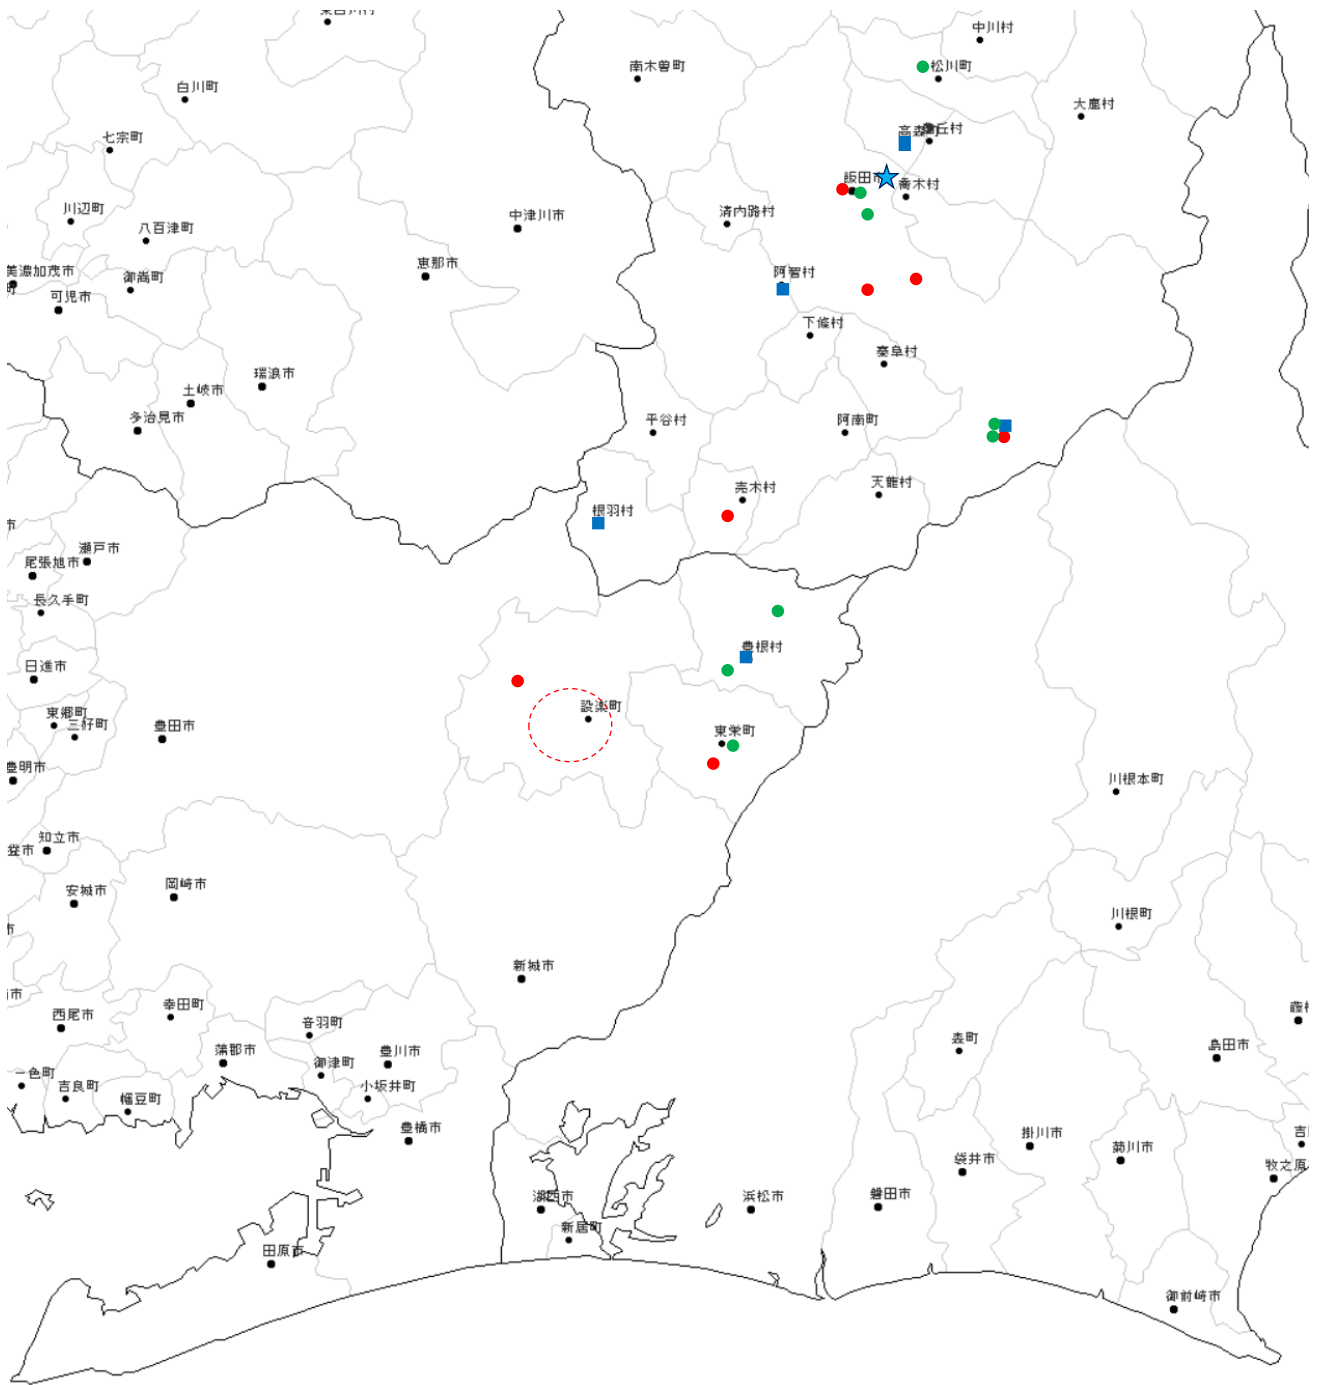 中川村
南木曽町
松川町
白川町
大鹿村
高森
豊丘村
七宗町
飯田市
喬木村
川辺町
清内路村
中津川市
八百津町
恵那市
阿智村
美濃加茂市
御嵩町
可児市
下條村
泰阜村
瑞浪市
土岐市
多治見市
平谷村
阿南町
売木村
天龍村
根羽村
市
瀬戸市
尾張旭市
長久手町
豊根村
日進市
設楽町
東郷町
三好町
豊田市
東栄町
豊明市
川根本町
知立市
岡崎市
安城市
川根町
市
新城市
市
幸田町
西尾市
音羽町
森町
島田市
蒲郡市
豊川市
御津町
一色町
吉良町
小坂井町
幡豆町
豊橋市
掛川市
菊川市
袋井市
牧之原
湖西市
浜松市
磐田市
新居町
田原市
御前崎市